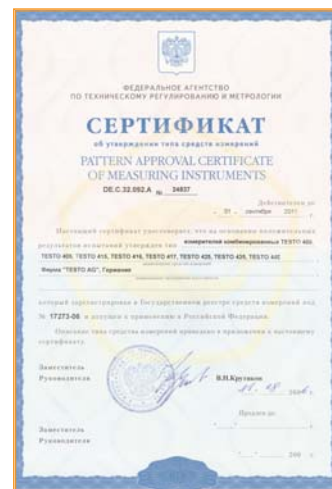 ФЕДЕРАЛЬНОЕ АГЕНТСТВО
ПО ТЕХНИЧЕСКОМУ РЕГУЛИРОВАНИЮ И МЕТРОЛОГИИ
СЕРТИФИКАТ
об утверждении типа средств измерений
PATTERN APPROVAL CERTIFICATE
OF MEASURING INSTRUMENTS
DE.C.32.092.A № 24837
Действителен до
" 01 " сентября 2011 г.
Настоящий сертификат удостоверяет, что на основании положительных
результатов испытаний утвержден тип измерителей комбинированных TESTO
TESTO 405, TESTO 415, TESTO 416, TESTO 417, TESTO 425, TESTO 435, TESTO 445
Фирма "TESTO AG", Германия
который зарегистрирован в Государственном реестре средств измерений под
№ 17273-06 и допущен к применению в Российской Федерации.
Описание типа средства измерений приведено в приложении к настоящему
сертификату.
Заместитель
Руководителя
В.Н.Крутиков
Продлен до
Заместитель
Руководителя
200 г.